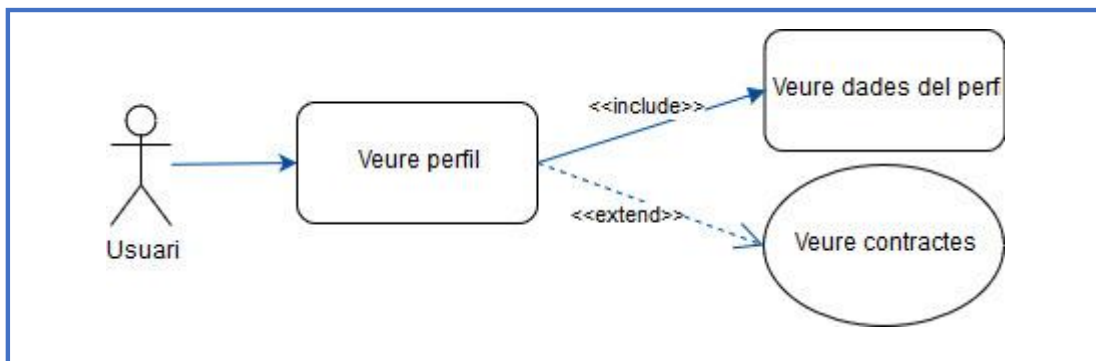 Veure dades del perf
<<include>>
Veure perfil
<<extend>>
Veure contractes
Usuari